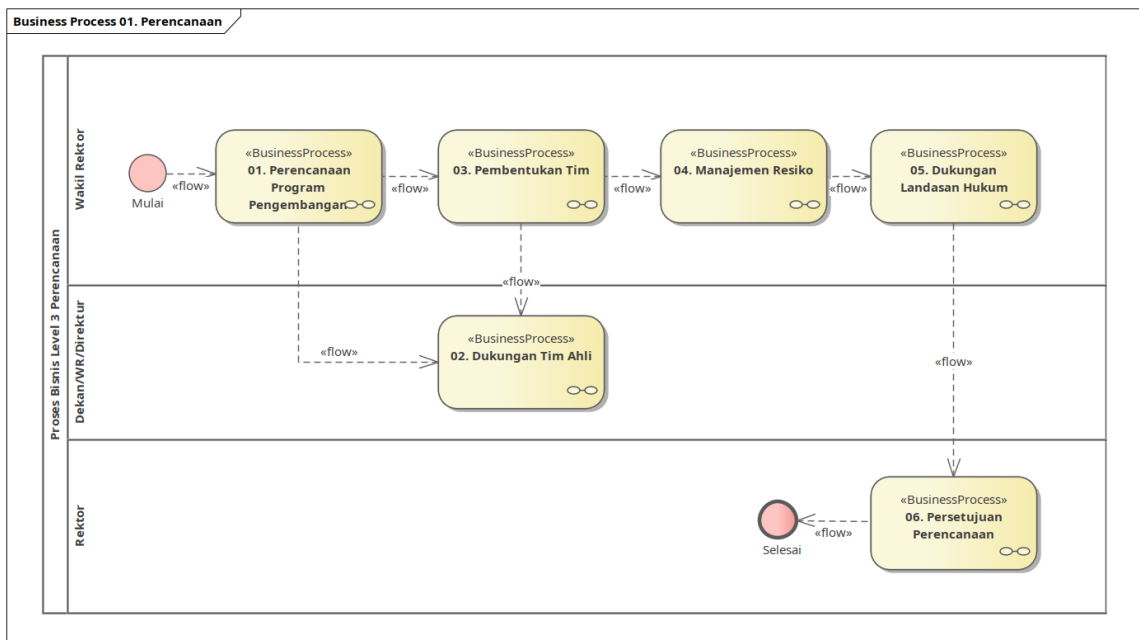 Business Process 01. Perencanaan
Proses Bisnis Level 3 Perencanaan
Wakil Rektor
Mulai
«flow»
«BusinessProcess»
01. Perencanaan
Program
Pengembangan
«flow»
«BusinessProcess»
03. Pembentukan Tim
«flow»
«BusinessProcess»
04. Manajemen Resiko
«flow»
«BusinessProcess»
05. Dukungan
Landasan Hukum
«flow»
Dekan/WR/Direktur
«flow»
«BusinessProcess»
02. Dukungan Tim Ahli
«flow»
Rektor
Selesai
«flow»
«BusinessProcess»
06. Persetujuan
Perencanaan